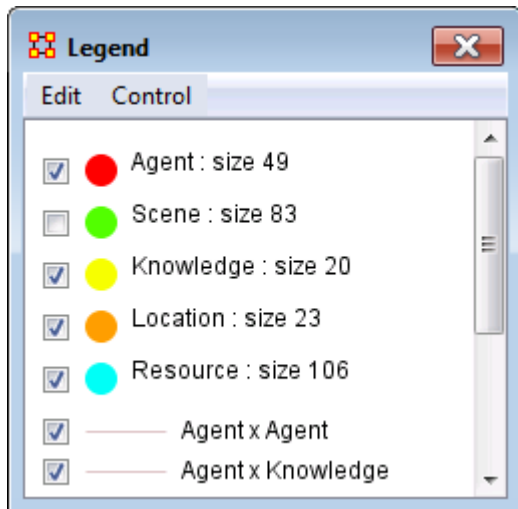 Legend
Edit Control
Agent : size 49
Scene : size 83
Knowledge : size 20
Location : size 23
Resource : size 106
Agent x Agent
Agent x Knowledge